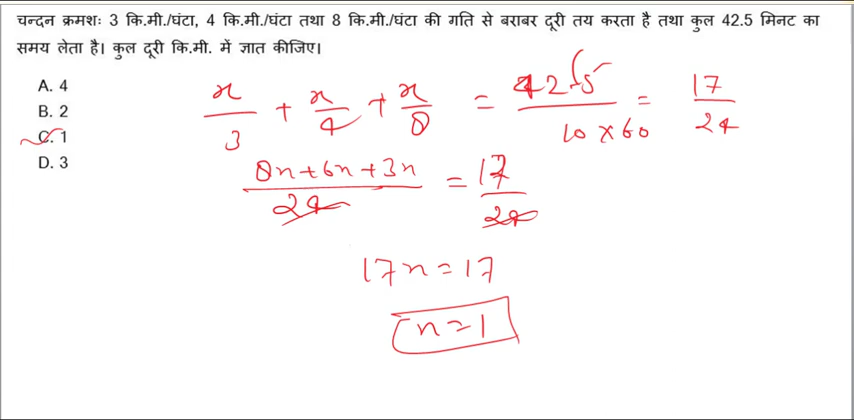 चन्दन क्रमशः 3 कि.मी./घंटा, 4 कि.मी./घंटा तथा 8 कि.मी./घंटा की गति से बराबर दूरी तय करता है तथा कुल 42.5 मिनट का
समय लेता है। कुल दूरी कि.मी. में ज्ञात कीजिए।
A. 4
B. 2
C. 1
D. 3
x/3 + x/4 + x/8 = 425/10×60 = 17/24
8x+6x+3x/24 = 17/24
17x=17
x=1